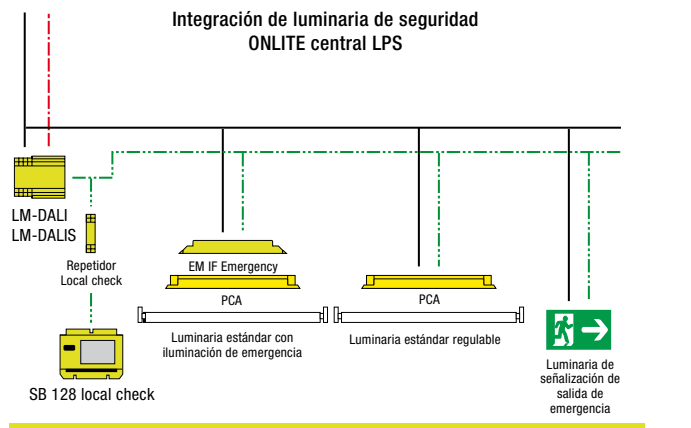 Integración de luminaria de seguridad
ONLITE central LPS
LM-DALI
LM-DALIS
Repetidor
Local check
SB 128 local check
EM IF Emergency
PCA
Luminaria estándar con
iluminación de emergencia
PCA
Luminaria estándar regulable
Luminaria de
señalización de
salida de
emergencia